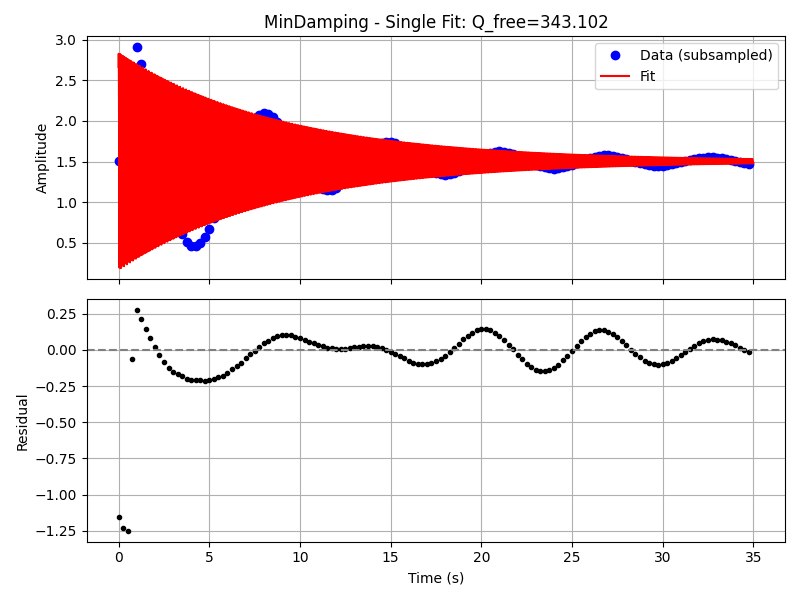 MinDamping - Single Fit: Q_free=343.102
3.0
2.5
2.0
1.5
1.0
0.5
Amplitude
Data (subsampled)
Fit
0.25
0.00
−0.25
−0.50
−0.75
−1.00
−1.25
Residual
0 5 10 15 20 25 30 35
Time (s)